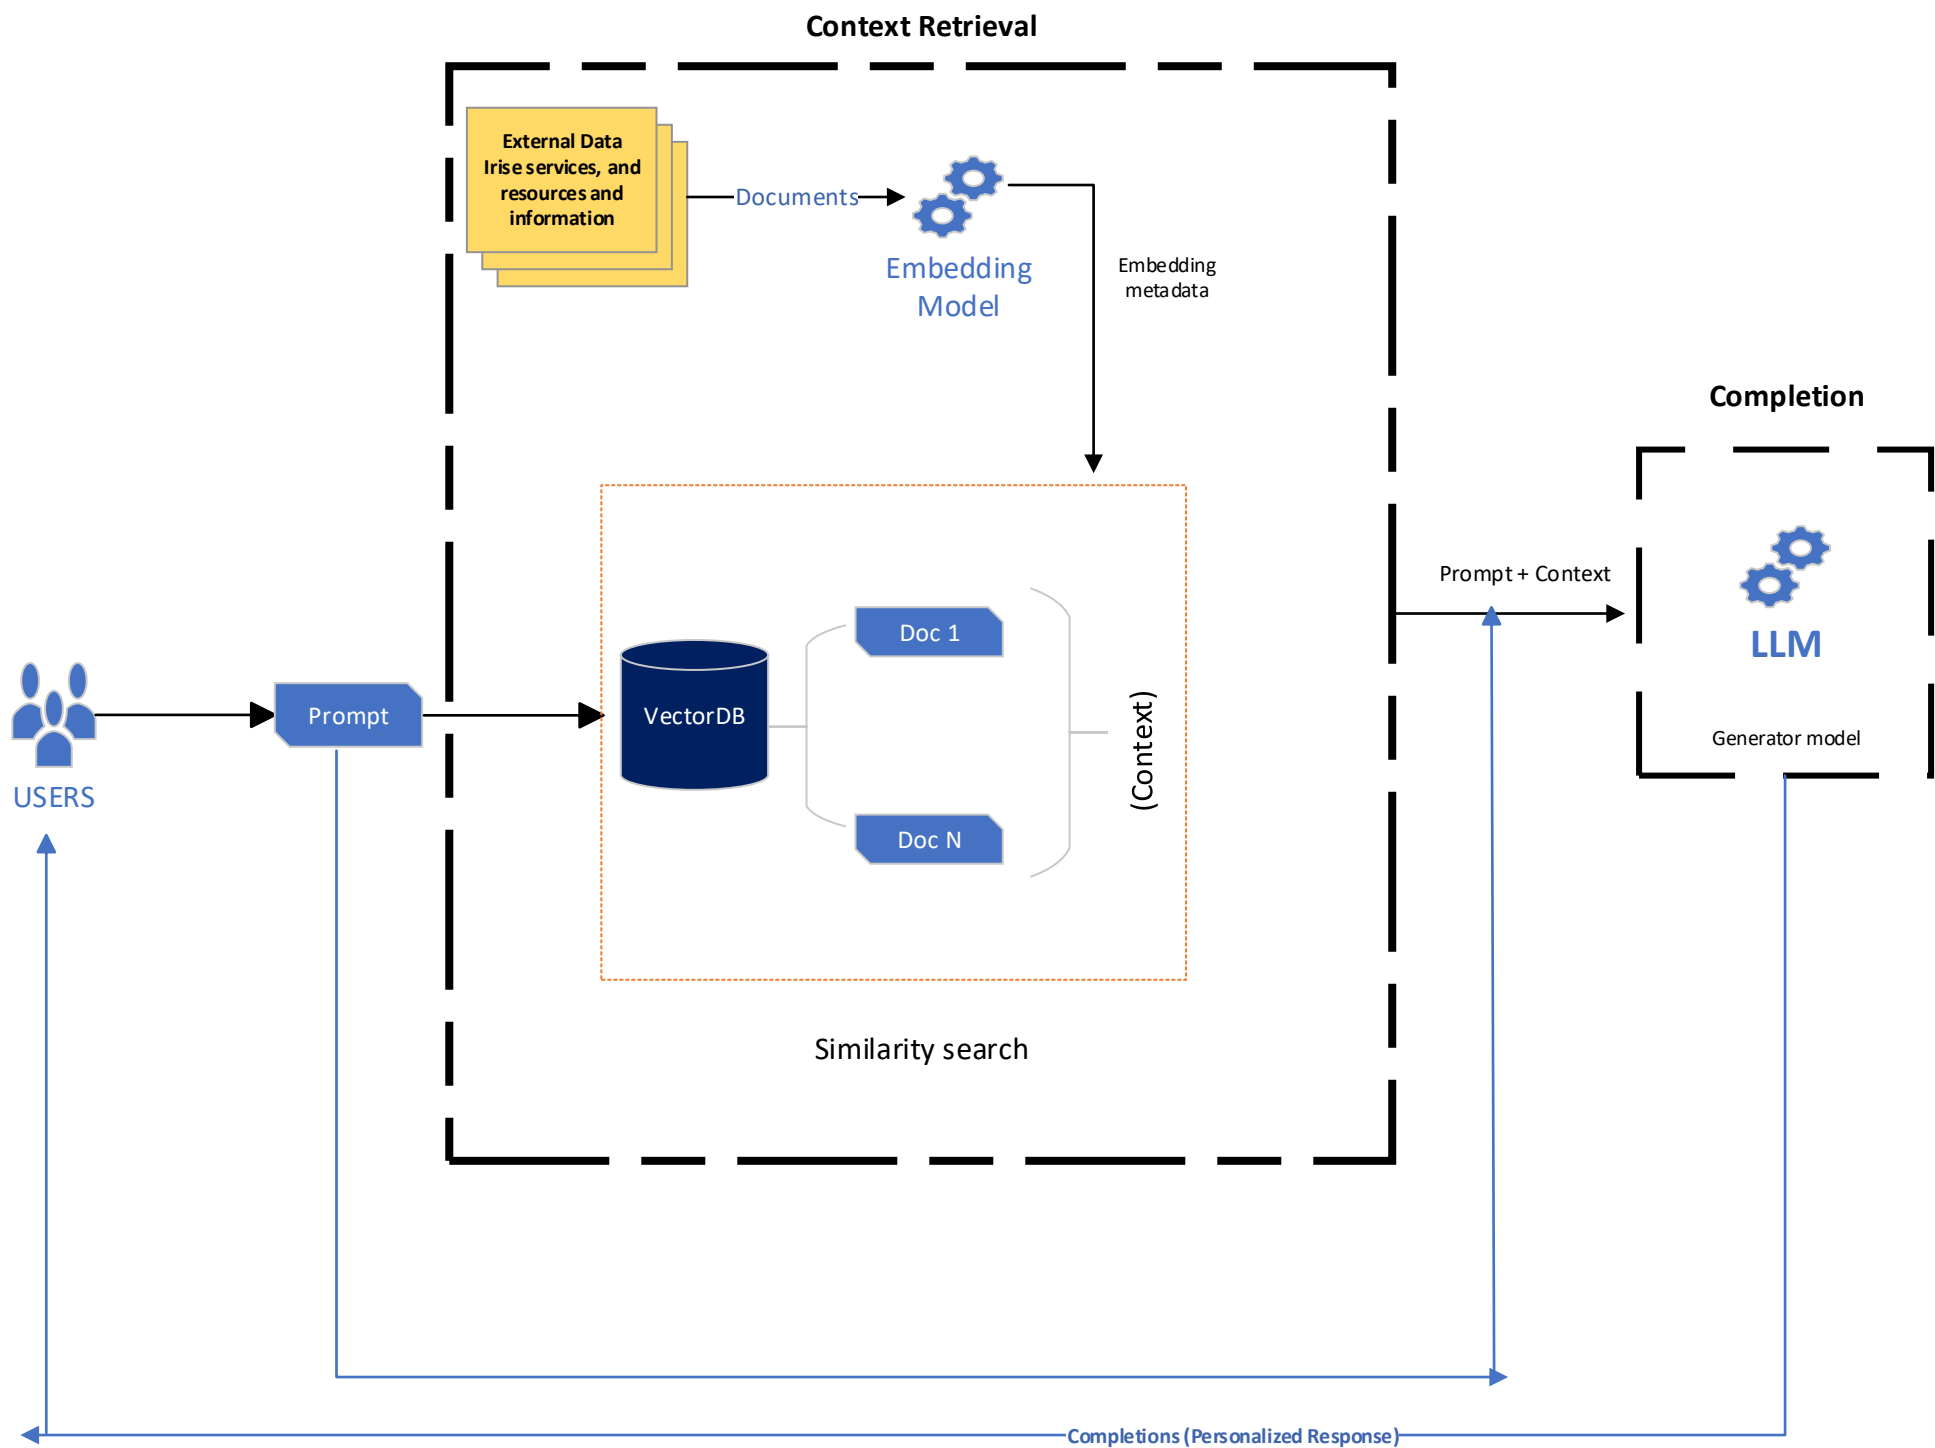 Context Retrieval
External Data
Irise services, and
resources and
information
Documents
Embedding
Model
Embedding
metadata
Completion
Prompt + Context
LLM
Generator model
USERS
Prompt
VectorDB
Doc 1
Doc N
(Context)
Similarity search
Completions (Personalized Response)